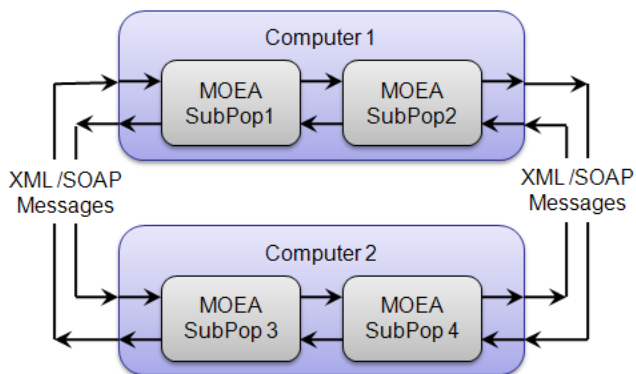 Computer 1
MOEA
SubPop1
MOEA
SubPop2
XML /SOAP
Messages
XML /SOAP
Messages
Computer 2
MOEA
SubPop 3
MOEA
SubPop 4